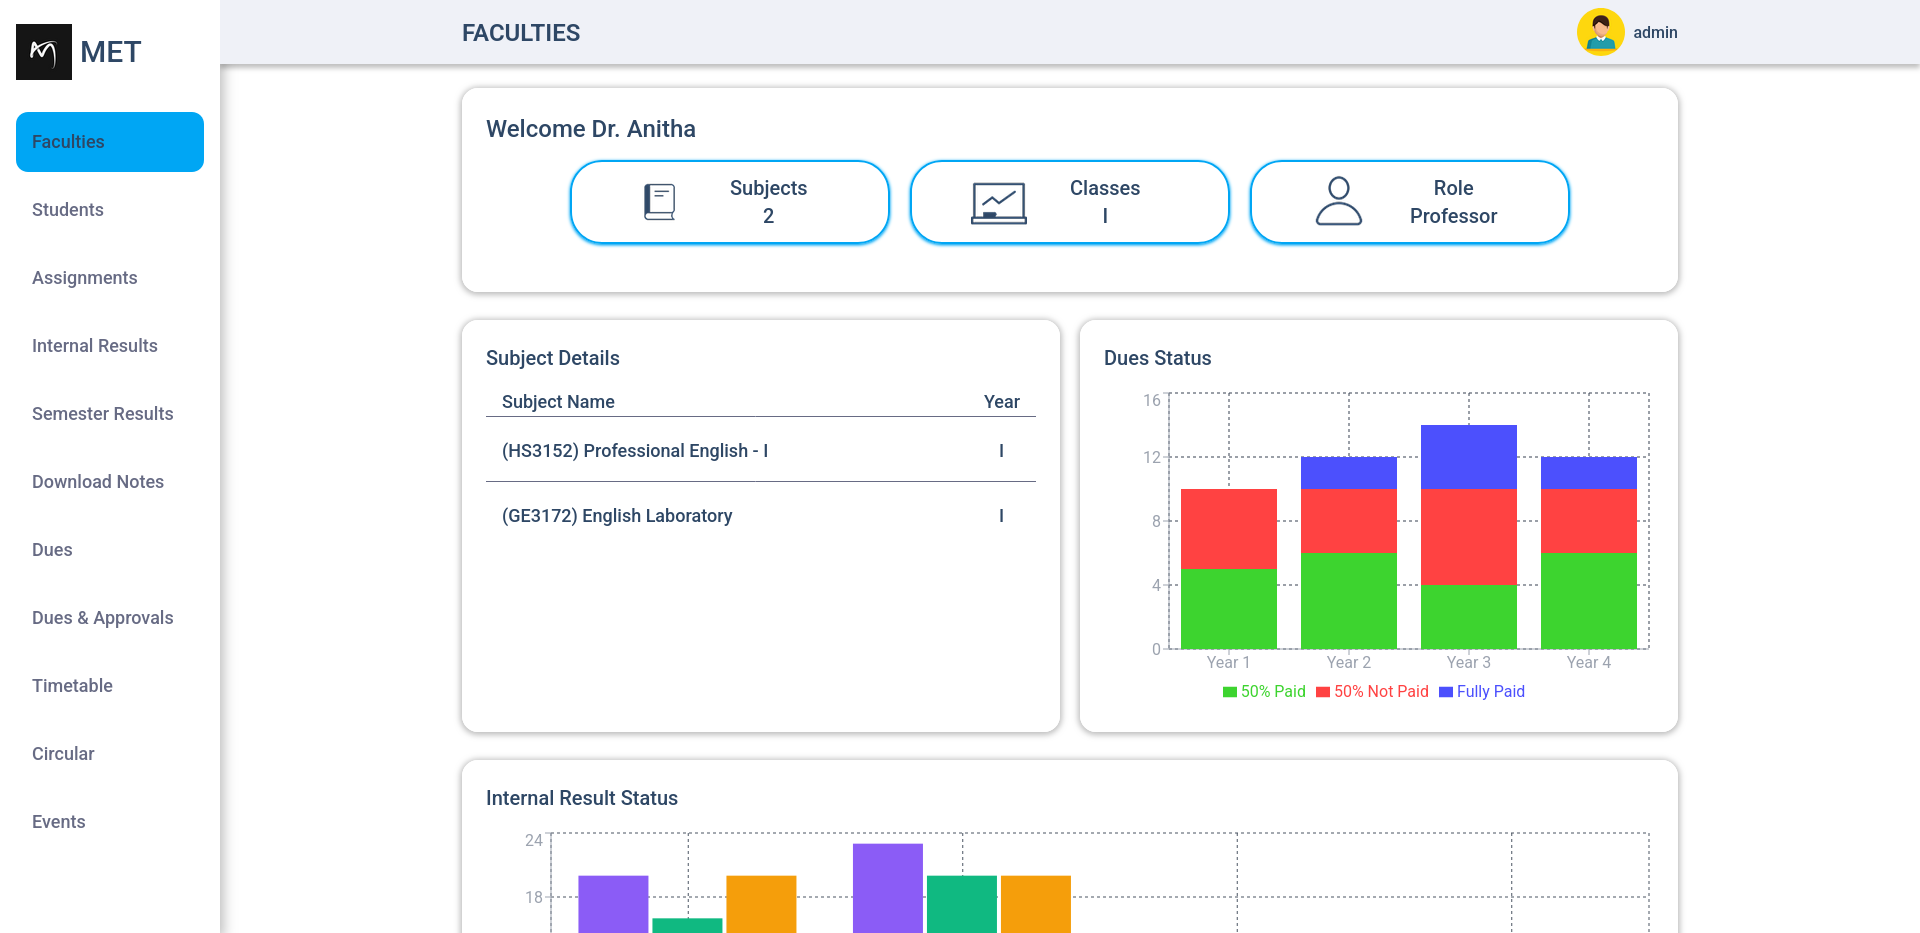 MET
FACULTIES
admin
Faculties
Students
Assignments
Internal Results
Semester Results
Download Notes
Dues
Dues & Approvals
Timetable
Circular
Events
Welcome Dr. Anitha
Subjects
2
Classes
I
Role
Professor
Subject Details
Subject Name Year
(HS3152) Professional English - I I
(GE3172) English Laboratory I
Dues Status
16
12
8
4
0
Year 1 Year 2 Year 3 Year 4
50% Paid 50% Not Paid Fully Paid
Internal Result Status
24
18